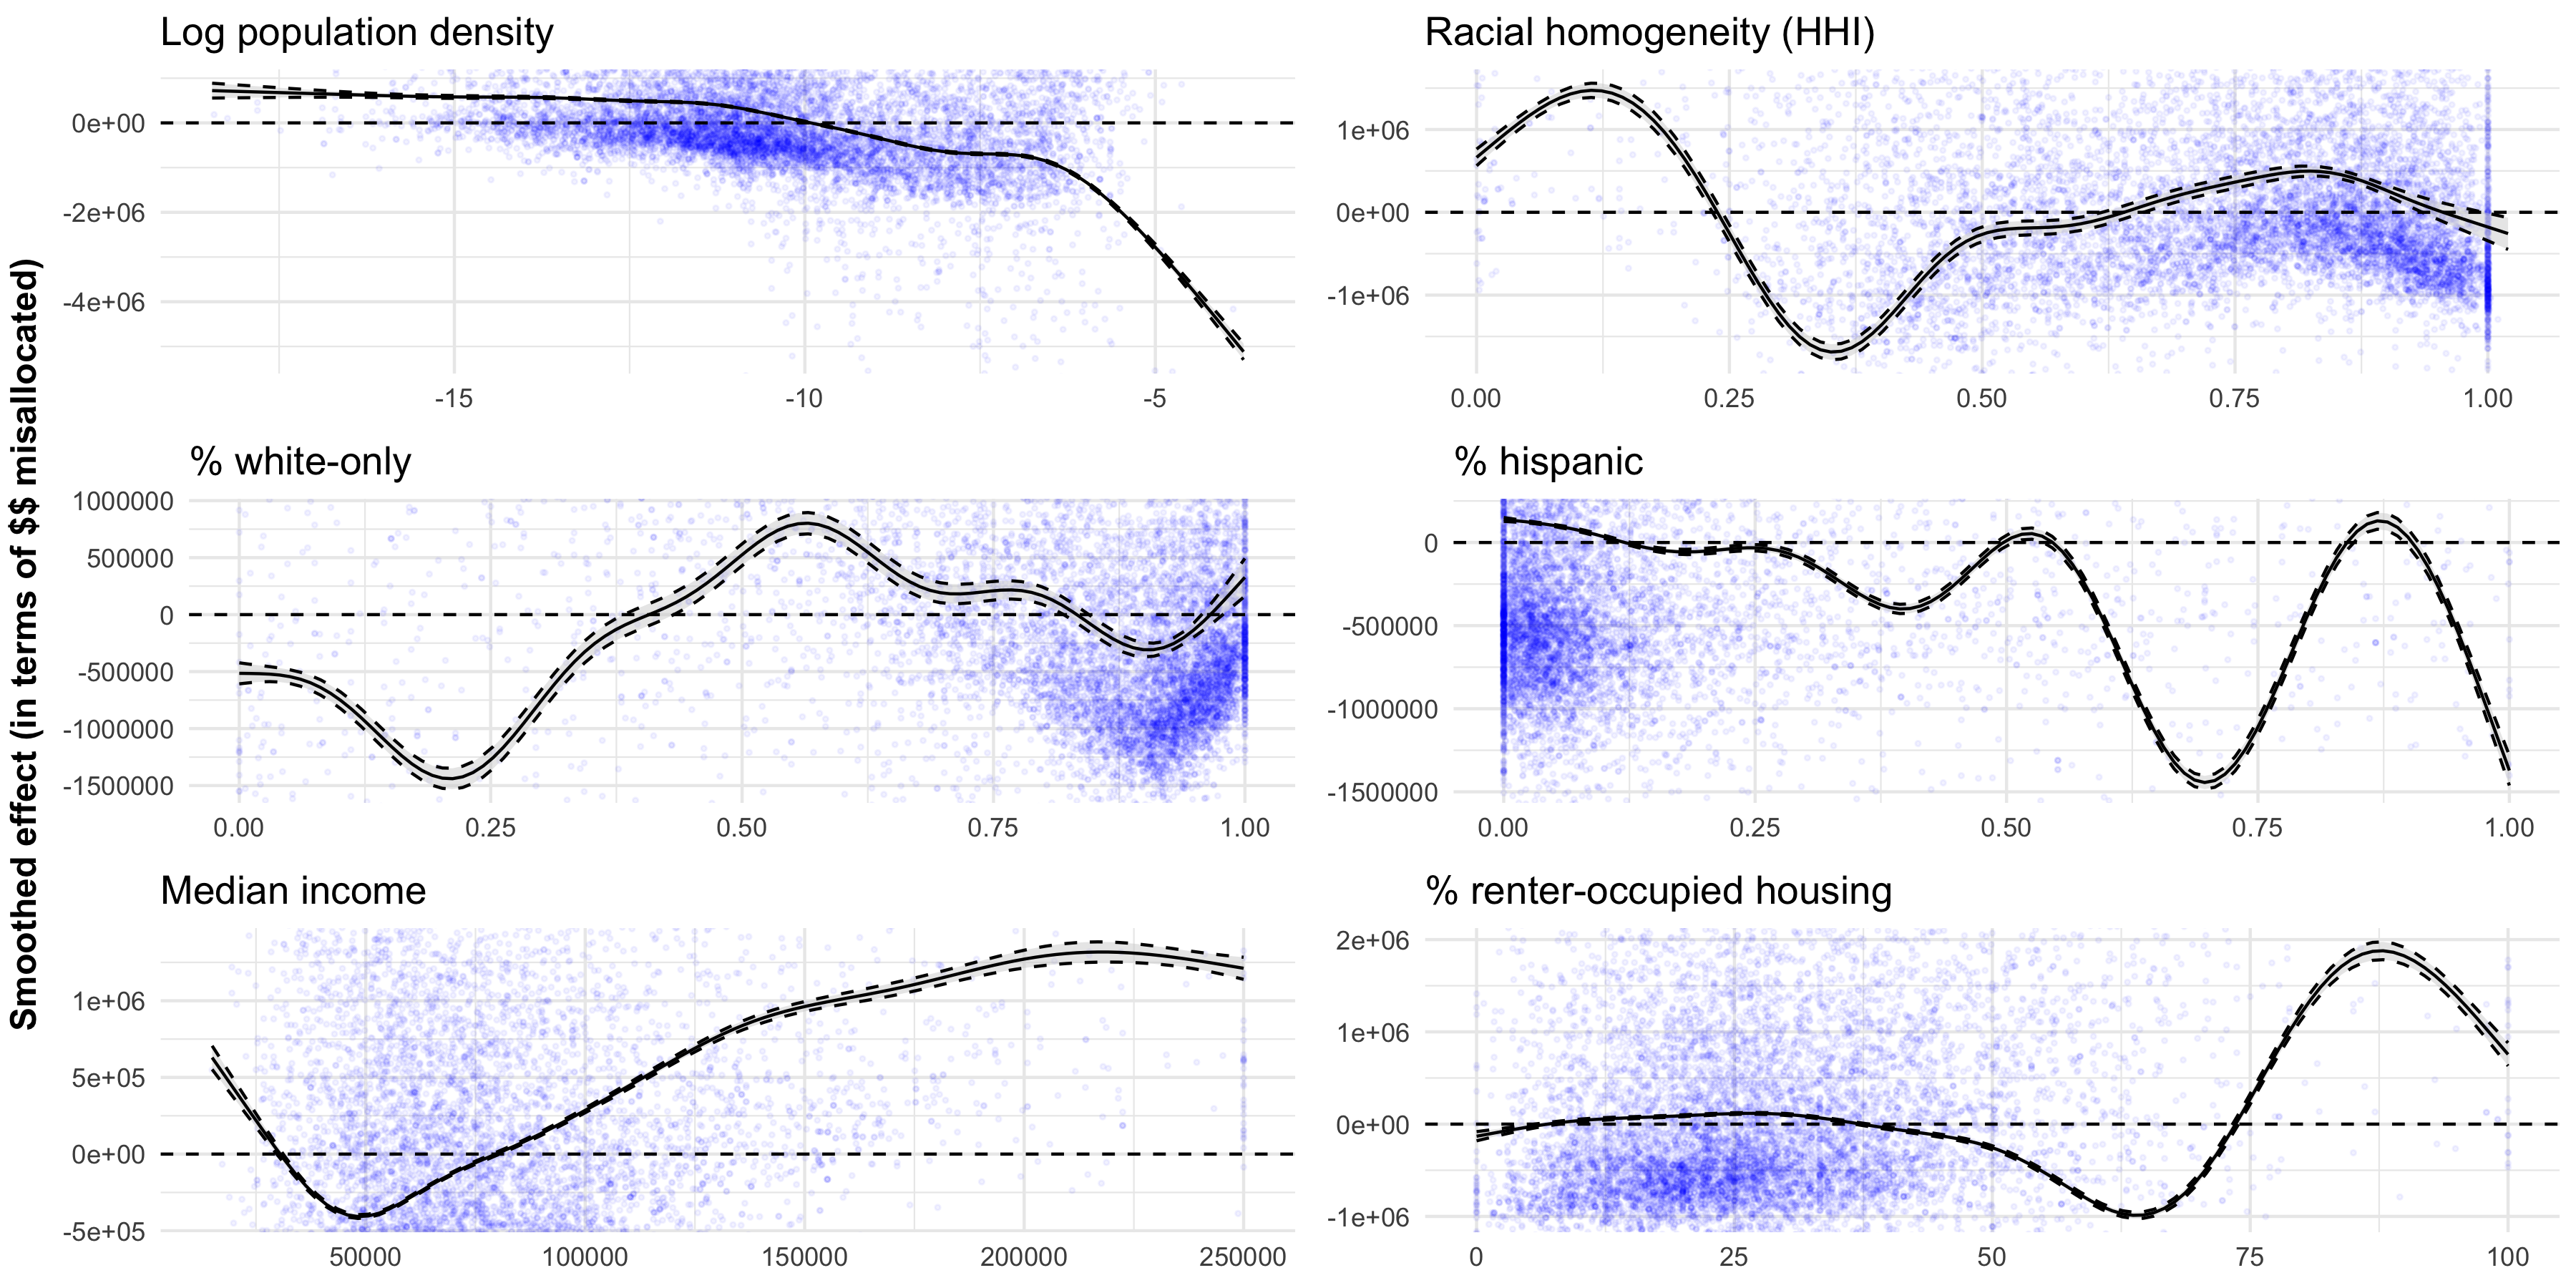 Smoothed effect (in terms of $$ misallocated)
Log population density
0e+00
-2e+06
-4e+06
-15 -10 -5
Racial homogeneity (HHI)
1e+06
0e+00
-1e+06
0.00 0.25 0.50 0.75 1.00
% white-only
1000000
500000
0
-500000
-1000000
-1500000
0.00 0.25 0.50 0.75 1.00
% hispanic
0
-500000
-1000000
-1500000
0.00 0.25 0.50 0.75 1.00
Median income
1e+06
5e+05
0e+00
-5e+05
50000 100000 150000 200000 250000
% renter-occupied housing
2e+06
1e+06
0e+00
-1e+06
0 25 50 75 100